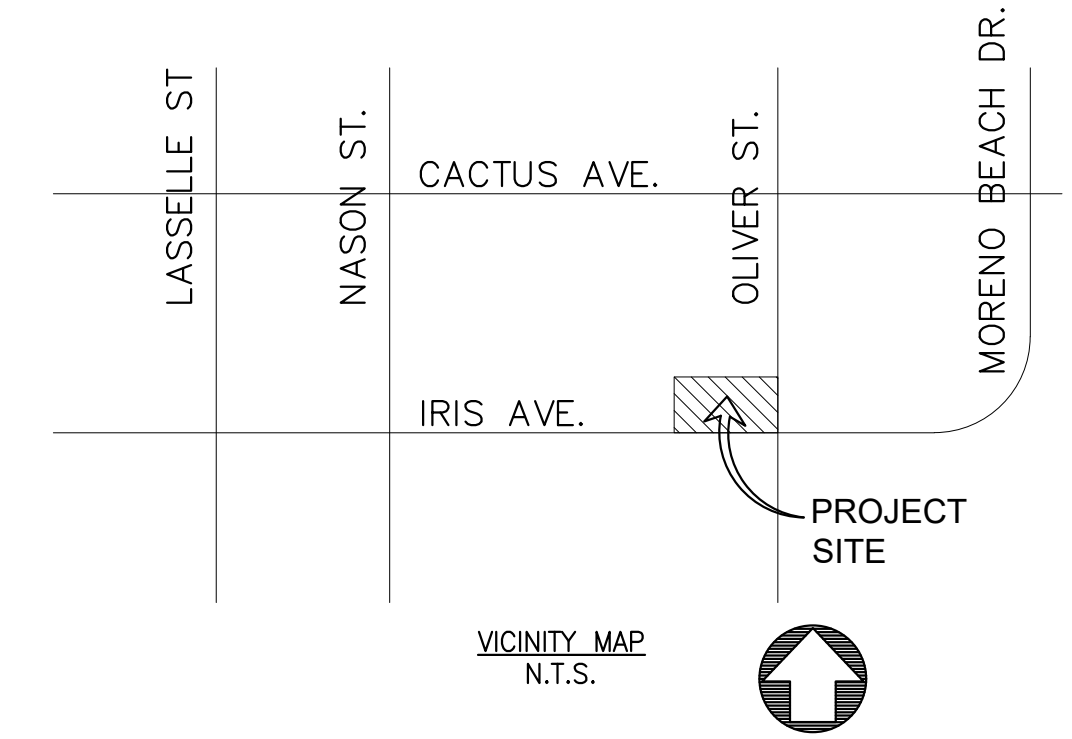 LASSELLE ST
NASON ST.
CACTUS AVE.
OLIVER ST.
MORENO BEACH DR.
IRIS AVE.
PROJECT
SITE
VICINITY MAP
N.T.S.